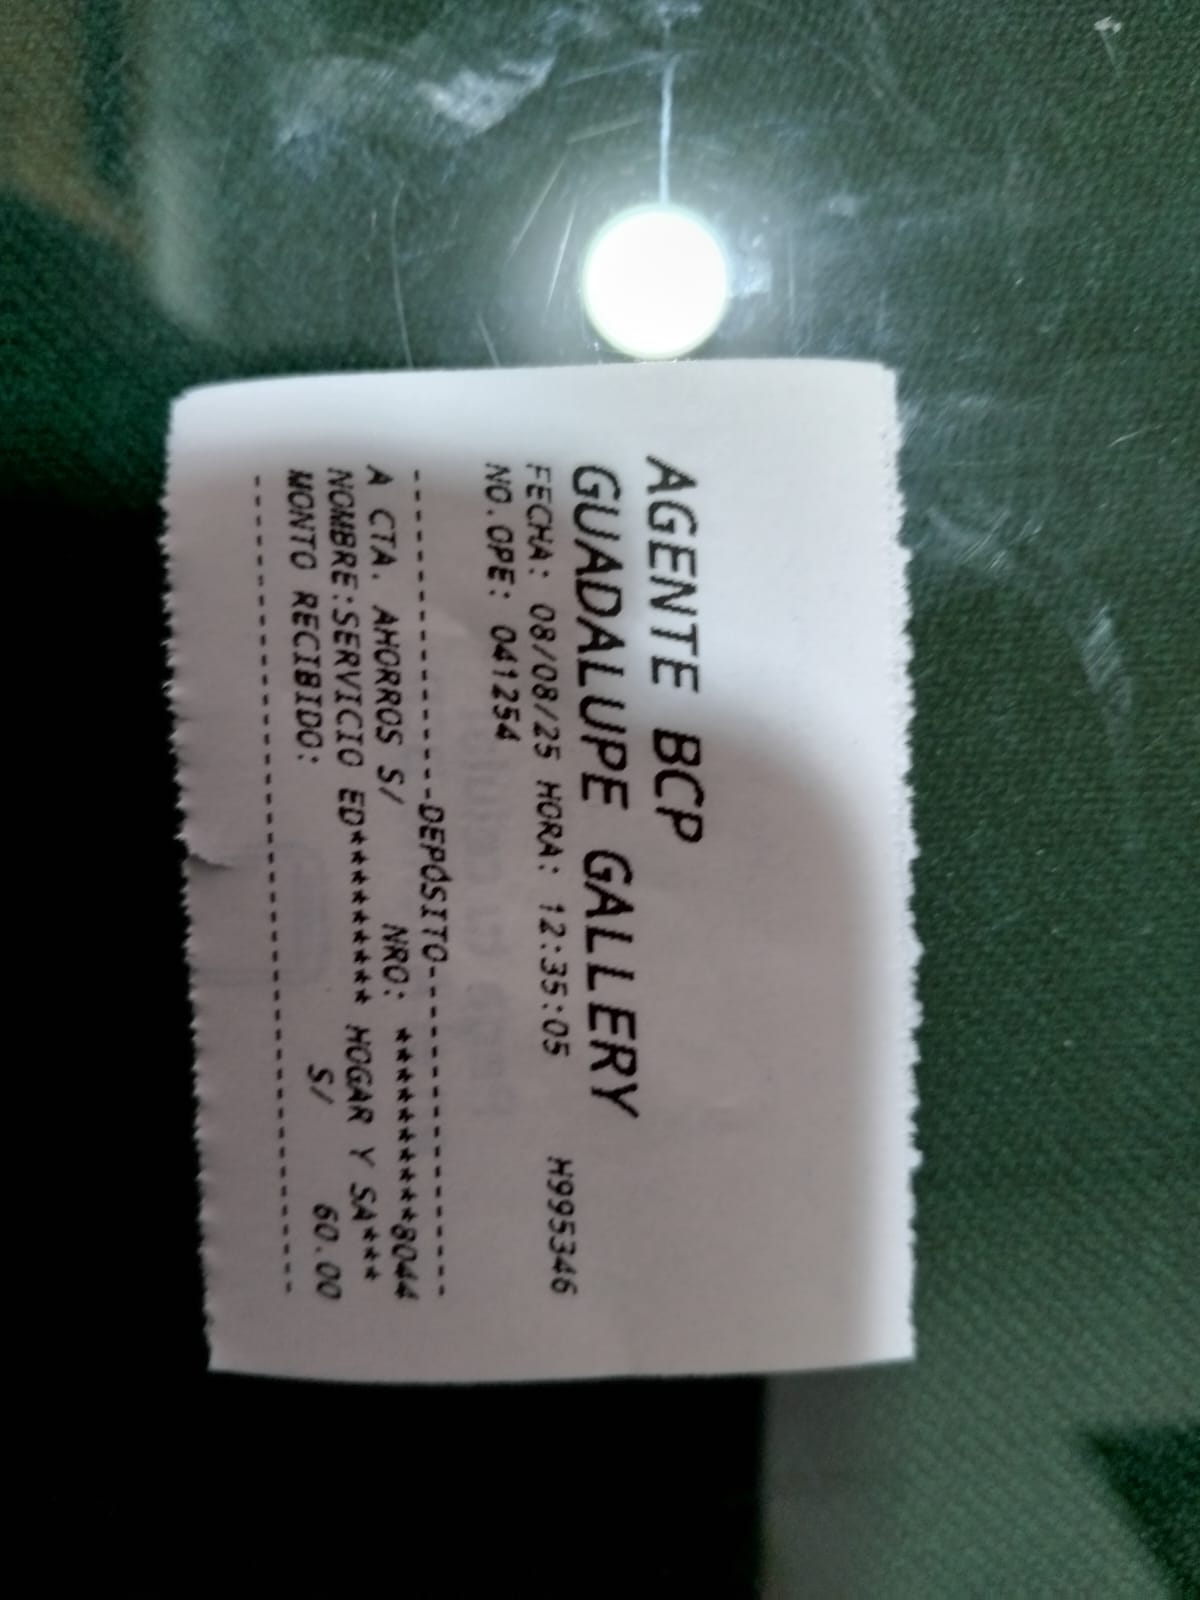 AGENTE BCP
GUADALUPE GALLERY
FECHA: 08/08/25 HORA: 12:35:05 H995346
NO.OPE: 041254
----------------DEPÓSITO----------------
A CTA. AHORROS S/ NRO: **********8044
NOMBRE:SERVICIO ED********* HOGAR Y SA***
MONTO RECIBIDO: S/ 60.00
----------------------------------------